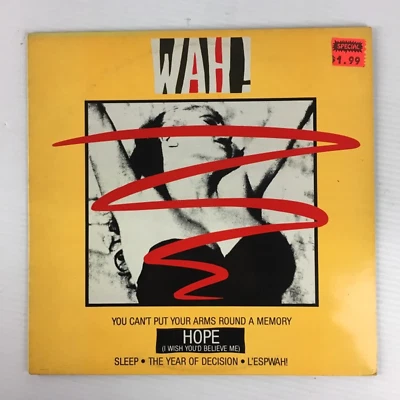 WAH!
SPECIAL
$1.99
YOU CAN'T PUT YOUR ARMS ROUND A MEMORY
HOPE
(I WISH YOU'D BELIEVE ME)
SLEEP • THE YEAR OF DECISION • L'ESPWAH!